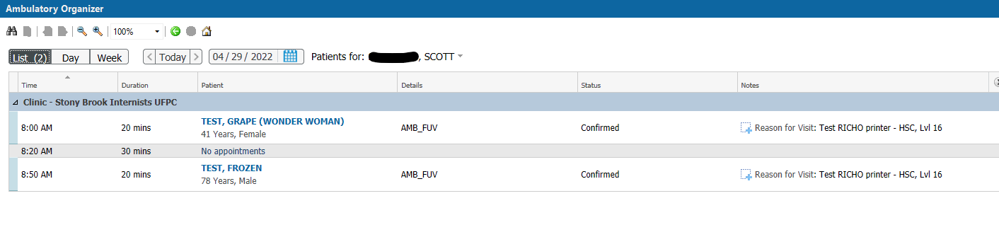 Ambulatory Organizer
100%
List (2) Day Week Today 04 / 29 / 2022 Patients for: , SCOTT
Time Duration Patient Details Status Notes
Clinic - Stony Brook Internists UFPC
8:00 AM 20 mins TEST, GRAPE (WONDER WOMAN) AMB_FUV Confirmed Reason for Visit: Test RICHO printer - HSC, Lvl 16
41 Years, Female
8:20 AM 30 mins No appointments
8:50 AM 20 mins TEST, FROZEN AMB_FUV Confirmed Reason for Visit: Test RICHO printer - HSC, Lvl 16
78 Years, Male